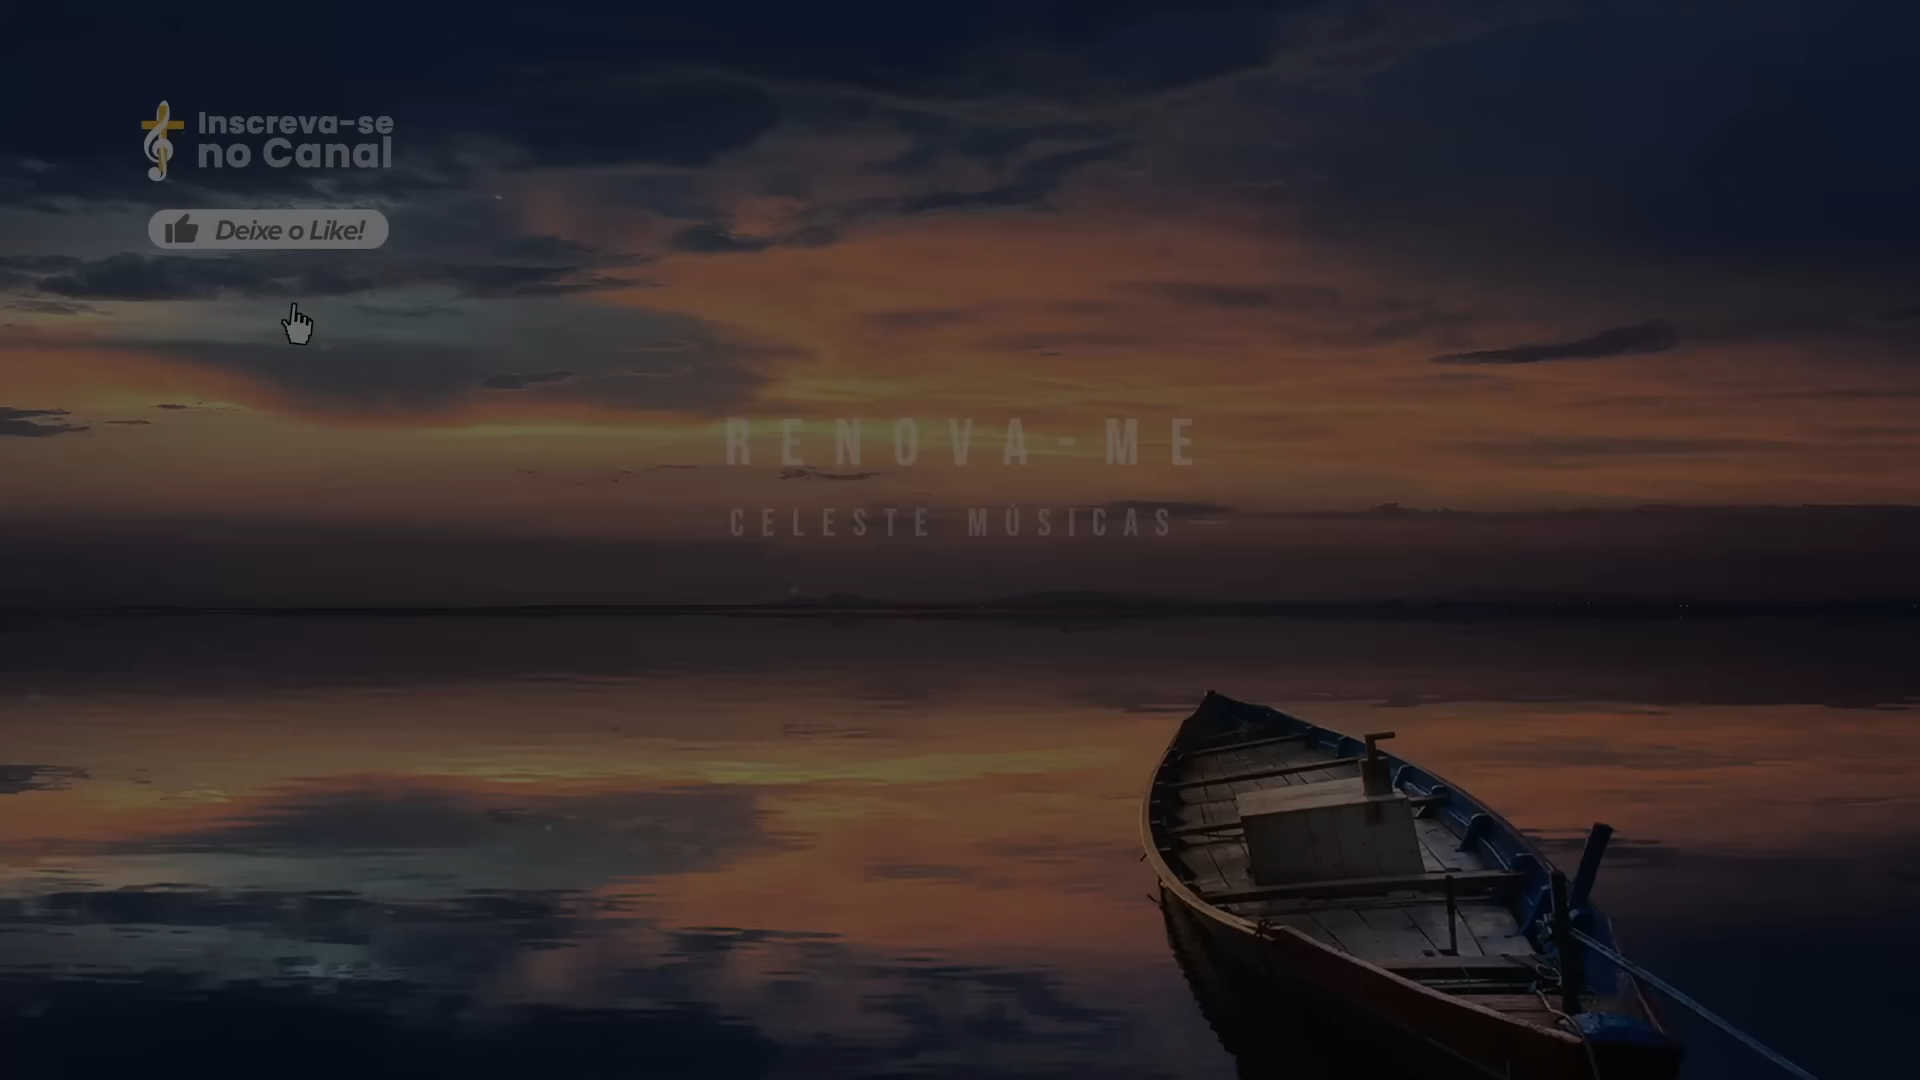 Inscreva-se
no Canal
Deixe o Like!
RENOVA-ME
CELESTE MÚSICAS